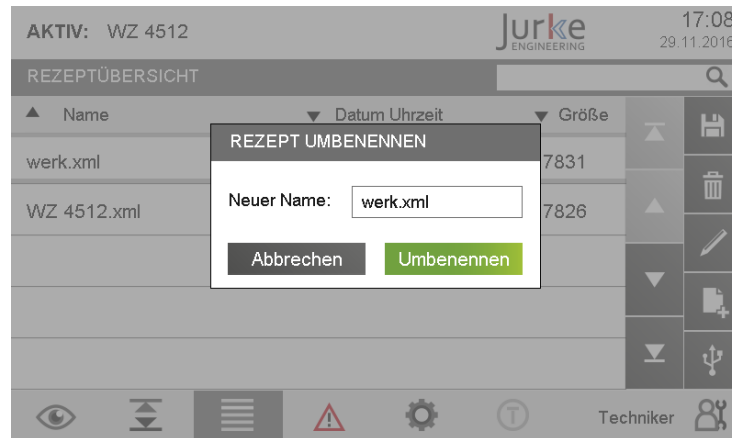 AKTIV: WZ 4512
Jurke
ENGINEERING
17:08
29.11.2016
REZEPTÜBERSICHT
Name Datum Uhrzeit Größe
werk.xml 7831
WZ 4512.xml 7826
REZEPT UMBENENNEN
Neuer Name: werk.xml
Abbrechen Umbenennen
T
Techniker